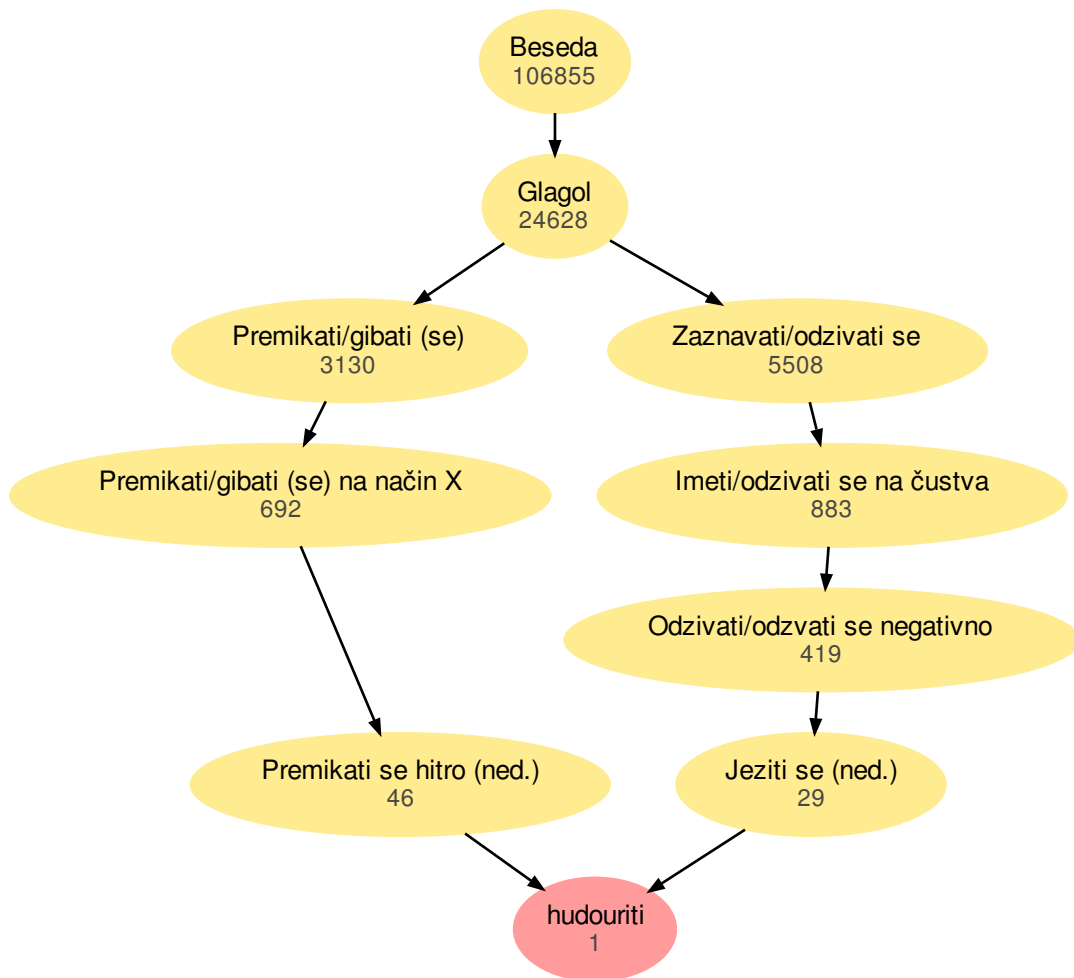 Beseda
106855
Glagol
24628
Premikati/gibati (se)
3130
Zaznavati/odzivati se
5508
Premikati/gibati (se) na način X
692
Imeti/odzivati se na čustva
883
Odzivati/odzvati se negativno
419
Premikati se hitro (ned.)
46
Jeziti se (ned.)
29
hudouriti
1